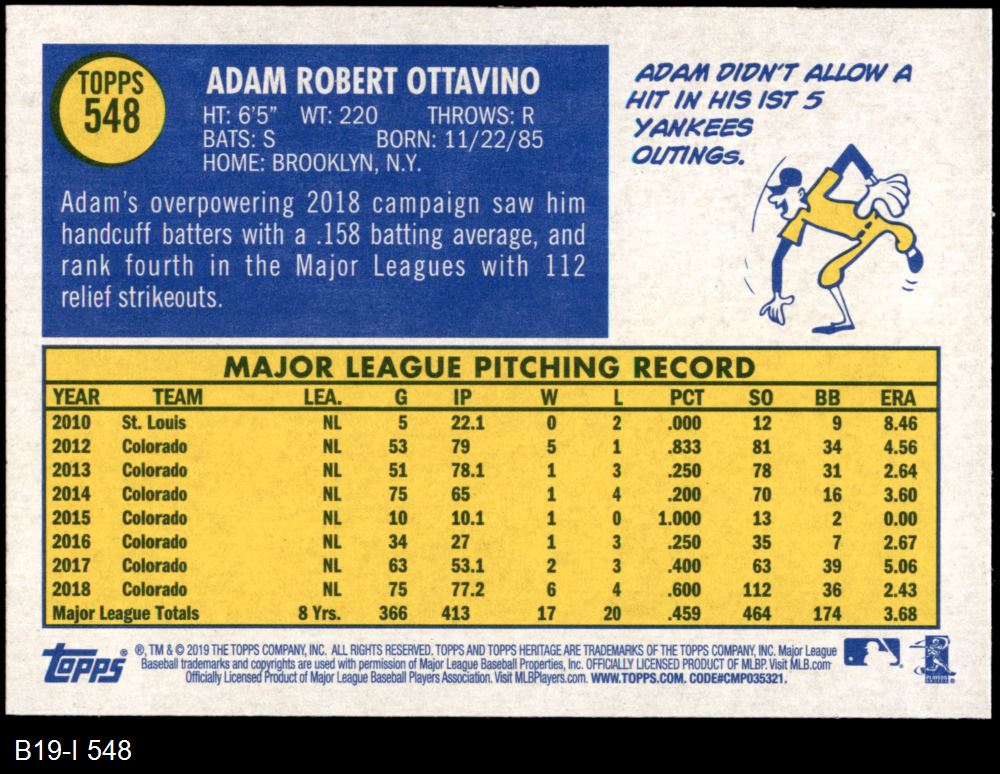 TOPPS
548
ADAM ROBERT OTTAVINO
HT: 6'5" WT: 220 THROWS: R
BATS: S BORN: 11/22/85
HOME: BROOKLYN, N.Y.
Adam's overpowering 2018 campaign saw him
handcuff batters with a .158 batting average, and
rank fourth in the Major Leagues with 112
relief strikeouts.
ADAM DIDN'T ALLOW A
HIT IN HIS 1ST 5
YANKEES
OUTINGS.
MAJOR LEAGUE PITCHING RECORD
YEAR TEAM LEA. G IP W L PCT SO BB ERA
2010 St. Louis NL 5 22.1 0 2 .000 12 9 8.46
2012 Colorado NL 53 79 5 1 .833 81 34 4.56
2013 Colorado NL 51 78.1 1 3 .250 78 31 2.64
2014 Colorado NL 75 65 1 4 .200 70 16 3.60
2015 Colorado NL 10 10.1 1 0 1.000 13 2 0.00
2016 Colorado NL 34 27 1 3 .250 35 7 2.67
2017 Colorado NL 63 53.1 2 3 .400 63 39 5.06
2018 Colorado NL 75 77.2 6 4 .600 112 36 2.43
Major League Totals 8 Yrs. 366 413 17 20 .459 464 174 3.68
topps ®
®, TM & © 2019 THE TOPPS COMPANY, INC. ALL RIGHTS RESERVED. TOPPS AND TOPPS HERITAGE ARE TRADEMARKS OF THE TOPPS COMPANY, INC. Major League
Baseball trademarks and copyrights are used with permission of Major League Baseball Properties, Inc. OFFICIALLY LICENSED PRODUCT OF MLBP. Visit MLB.com
Officially Licensed Product of Major League Baseball Players Association. Visit MLBPlayers.com. WWW.TOPPS.COM. CODE#CMP035321.
B19-I 548